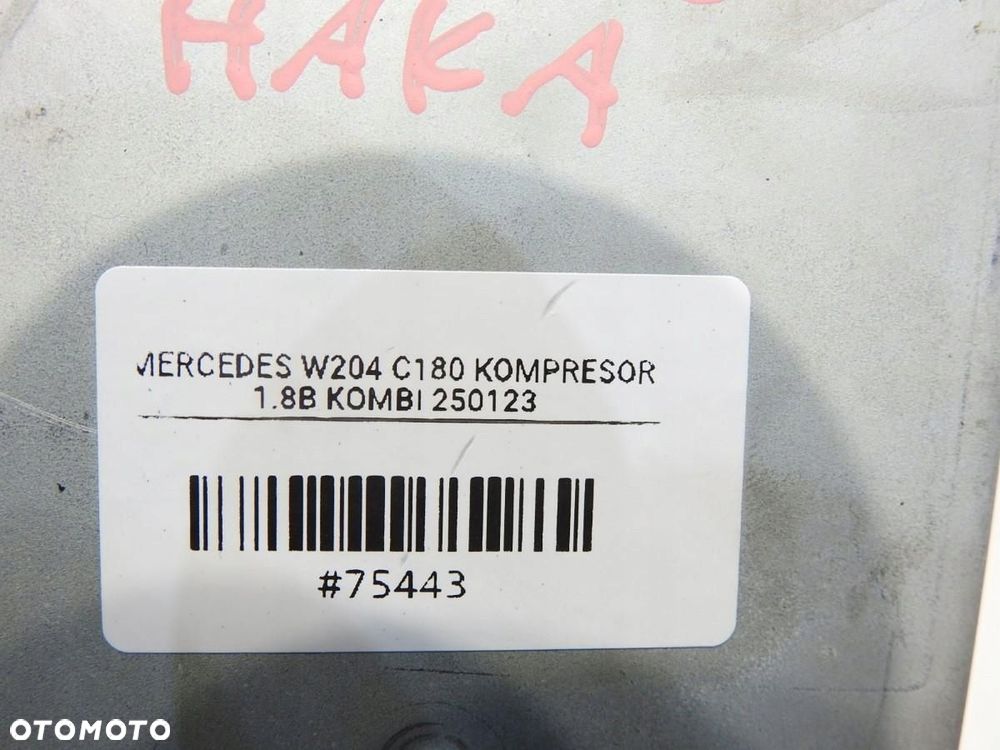 HAKA
MERCEDES W204 C180 KOMPRESOR
1.8B KOMBI 250123
#75443
OTOMOTO